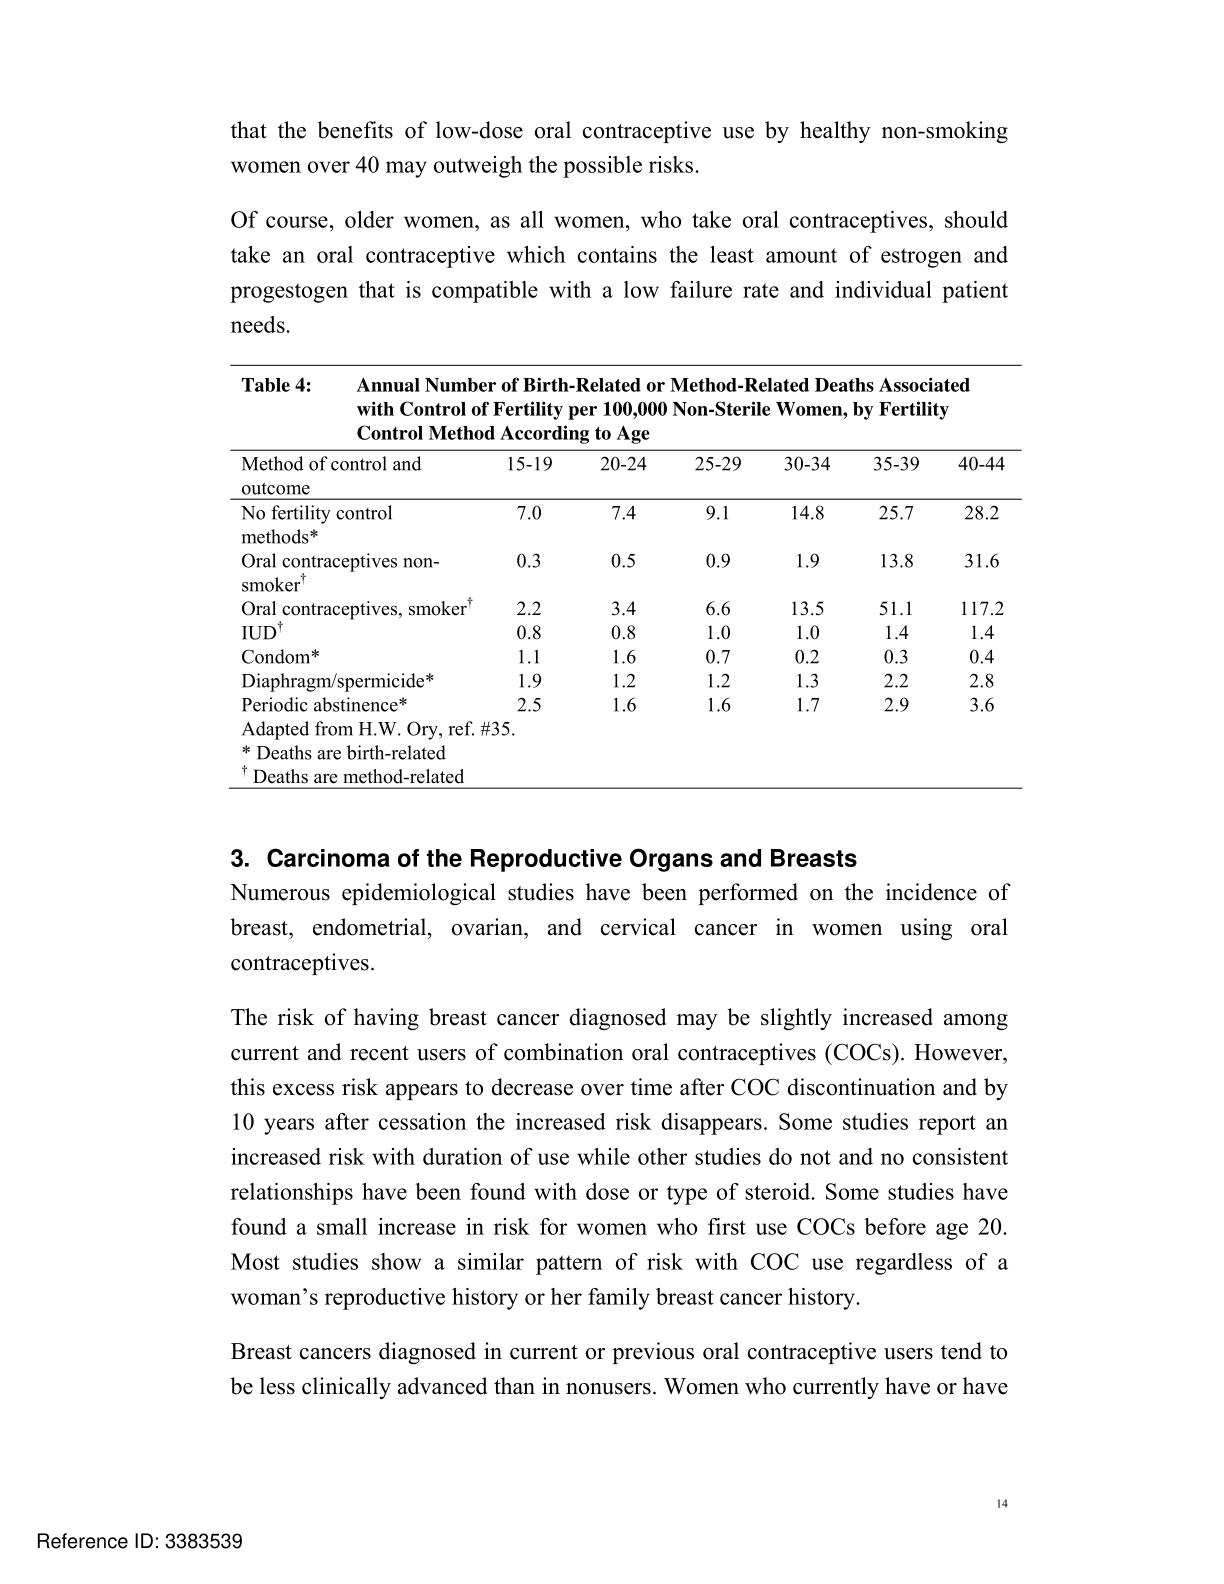 that the benefits of low-dose oral contraceptive use by healthy non-smoking
women over 40 may outweigh the possible risks.
Of course, older women, as all women, who take oral contraceptives, should
take an oral contraceptive which contains the least amount of estrogen and
progestogen that is compatible with a low failure rate and individual patient
needs.
Table 4: Annual Number of Birth-Related or Method-Related Deaths Associated
with Control of Fertility per 100,000 Non-Sterile Women, by Fertility
Control Method According to Age
Method of control and 15-19 20-24 25-29 30-34 35-39 40-44
outcome
No fertility control 7.0 7.4 9.1 14.8 25.7 28.2
methods*
Oral contraceptives non- 0.3 0.5 0.9 1.9 13.8 31.6
smoker†
Oral contraceptives, smoker† 2.2 3.4 6.6 13.5 51.1 117.2
IUD† 0.8 0.8 1.0 1.0 1.4 1.4
Condom* 1.1 1.6 0.7 0.2 0.3 0.4
Diaphragm/spermicide* 1.9 1.2 1.2 1.3 2.2 2.8
Periodic abstinence* 2.5 1.6 1.6 1.7 2.9 3.6
Adapted from H.W. Ory, ref. #35.
* Deaths are birth-related
† Deaths are method-related
3. Carcinoma of the Reproductive Organs and Breasts
Numerous epidemiological studies have been performed on the incidence of
breast, endometrial, ovarian, and cervical cancer in women using oral
contraceptives.
The risk of having breast cancer diagnosed may be slightly increased among
current and recent users of combination oral contraceptives (COCs). However,
this excess risk appears to decrease over time after COC discontinuation and by
10 years after cessation the increased risk disappears. Some studies report an
increased risk with duration of use while other studies do not and no consistent
relationships have been found with dose or type of steroid. Some studies have
found a small increase in risk for women who first use COCs before age 20.
Most studies show a similar pattern of risk with COC use regardless of a
woman’s reproductive history or her family breast cancer history.
Breast cancers diagnosed in current or previous oral contraceptive users tend to
be less clinically advanced than in nonusers. Women who currently have or have
14
Reference ID: 3383539